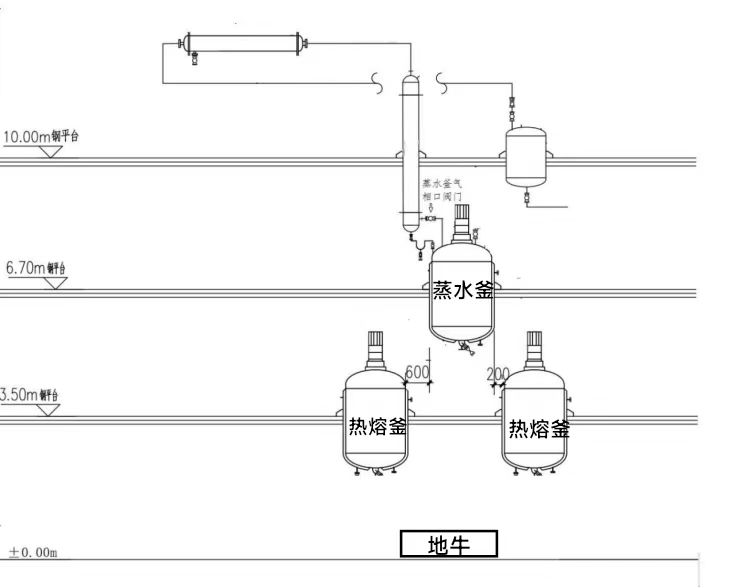 10.00m钢平台
蒸水釜气
相口阀门
6.70m钢平台
蒸水釜
600
200
3.50m钢平台
热熔釜
热熔釜
地牛
±0.00m